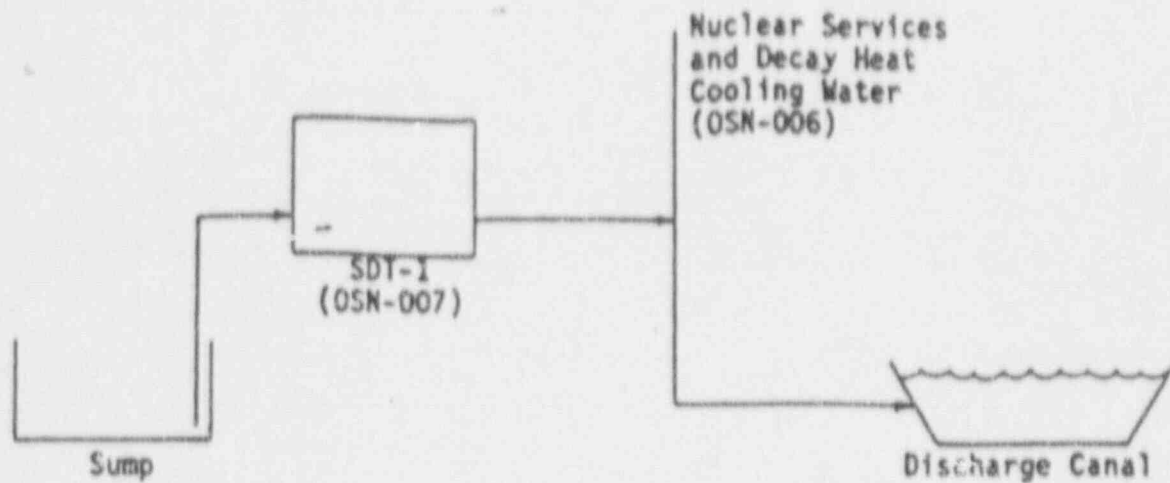 Nuclear Services
and Decay Heat
Cooling Water
(OSN-006)
SDT-1
(OSN-007)
Sump
Discharge Canal